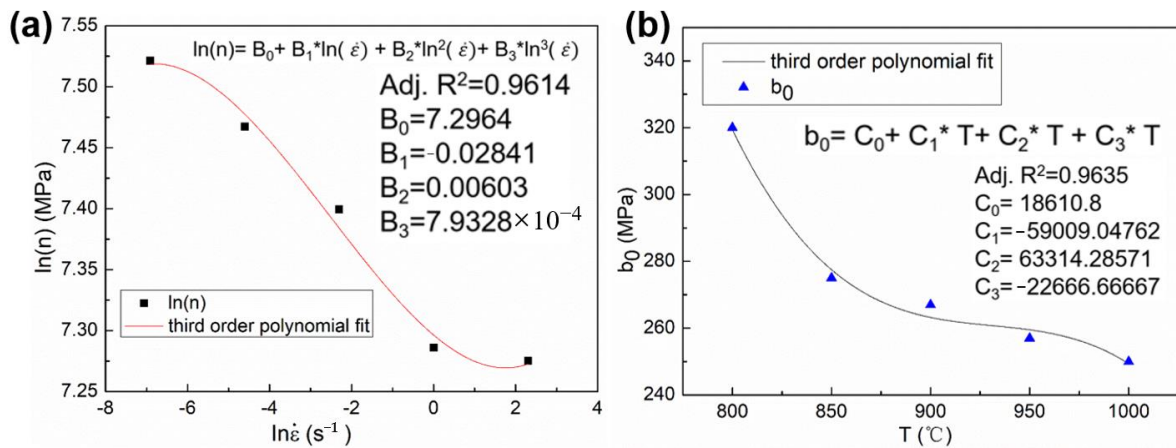 (a)
ln(n)= B₀+ B₁*ln( ε̇ ) + B₂*ln²( ε̇ )+ B₃*ln³( ε̇ )
Adj. R²=0.9614
B₀=7.2964
B₁=-0.02841
B₂=0.00603
B₃=7.9328×10⁻⁴
ln(n)
third order polynomial fit
ln(n) (MPa)
7.55
7.50
7.45
7.40
7.35
7.30
7.25
-8 -6 -4 -2 0 2 4
lnε̇ (s⁻¹)
(b)
third order polynomial fit
b₀
b₀= C₀+ C₁* T+ C₂* T + C₃* T
Adj. R²=0.9635
C₀= 18610.8
C₁= -59009.04762
C₂= 63314.28571
C₃= -22666.66667
b₀ (MPa)
340
320
300
280
260
240
800 850 900 950 1000
T (℃)